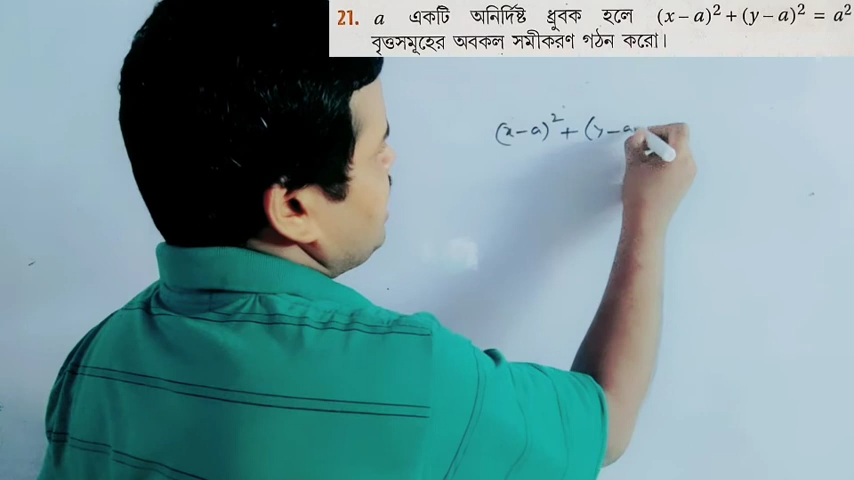 21. a একটি অনির্দিষ্ট ধ্রুবক হলে (x – a)² + (y – a)² = a²
বৃত্তসমূহের অবকল সমীকরণ গঠন করো।
(x – a)² + (y – a